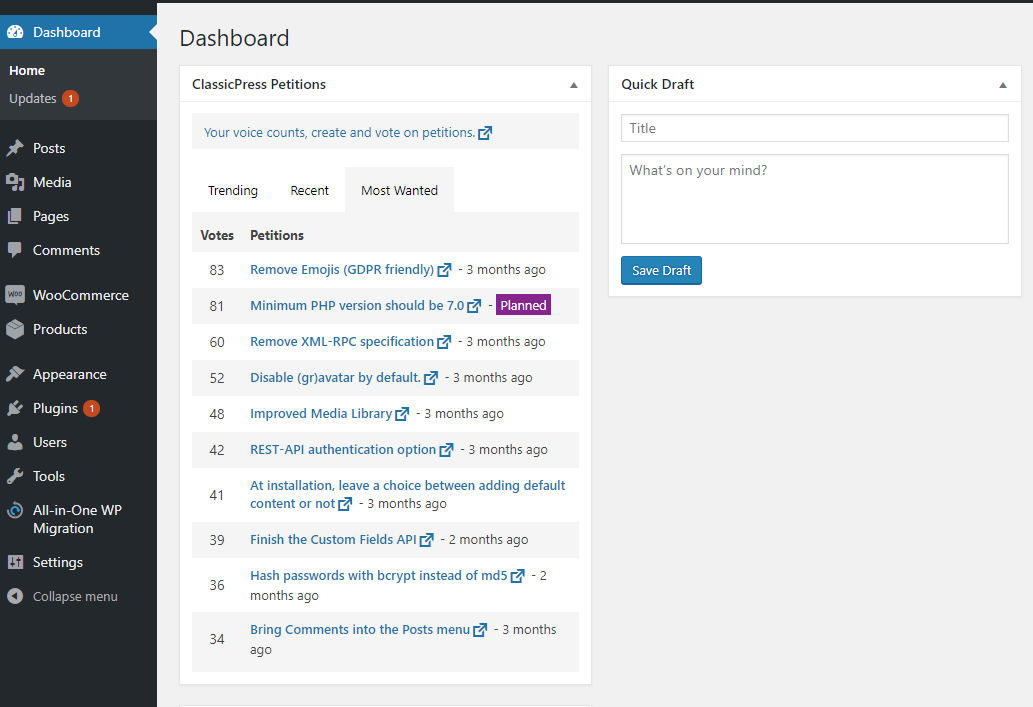 Dashboard
Home
Updates 1
Posts
Media
Pages
Comments
woo WooCommerce
Products
Appearance
Plugins 1
Users
Tools
All-in-One WP
Migration
Settings
Collapse menu
Dashboard
ClassicPress Petitions
Your voice counts, create and vote on petitions.
Trending Recent Most Wanted
Votes Petitions
83 Remove Emojis (GDPR friendly) - 3 months ago
81 Minimum PHP version should be 7.0 - Planned
60 Remove XML-RPC specification - 3 months ago
52 Disable (gr)avatar by default. - 3 months ago
48 Improved Media Library - 3 months ago
42 REST-API authentication option - 3 months ago
41 At installation, leave a choice between adding default
content or not - 3 months ago
39 Finish the Custom Fields API - 2 months ago
36 Hash passwords with bcrypt instead of md5 - 2
months ago
34 Bring Comments into the Posts menu - 3 months
ago
Quick Draft
Title
What's on your mind?
Save Draft